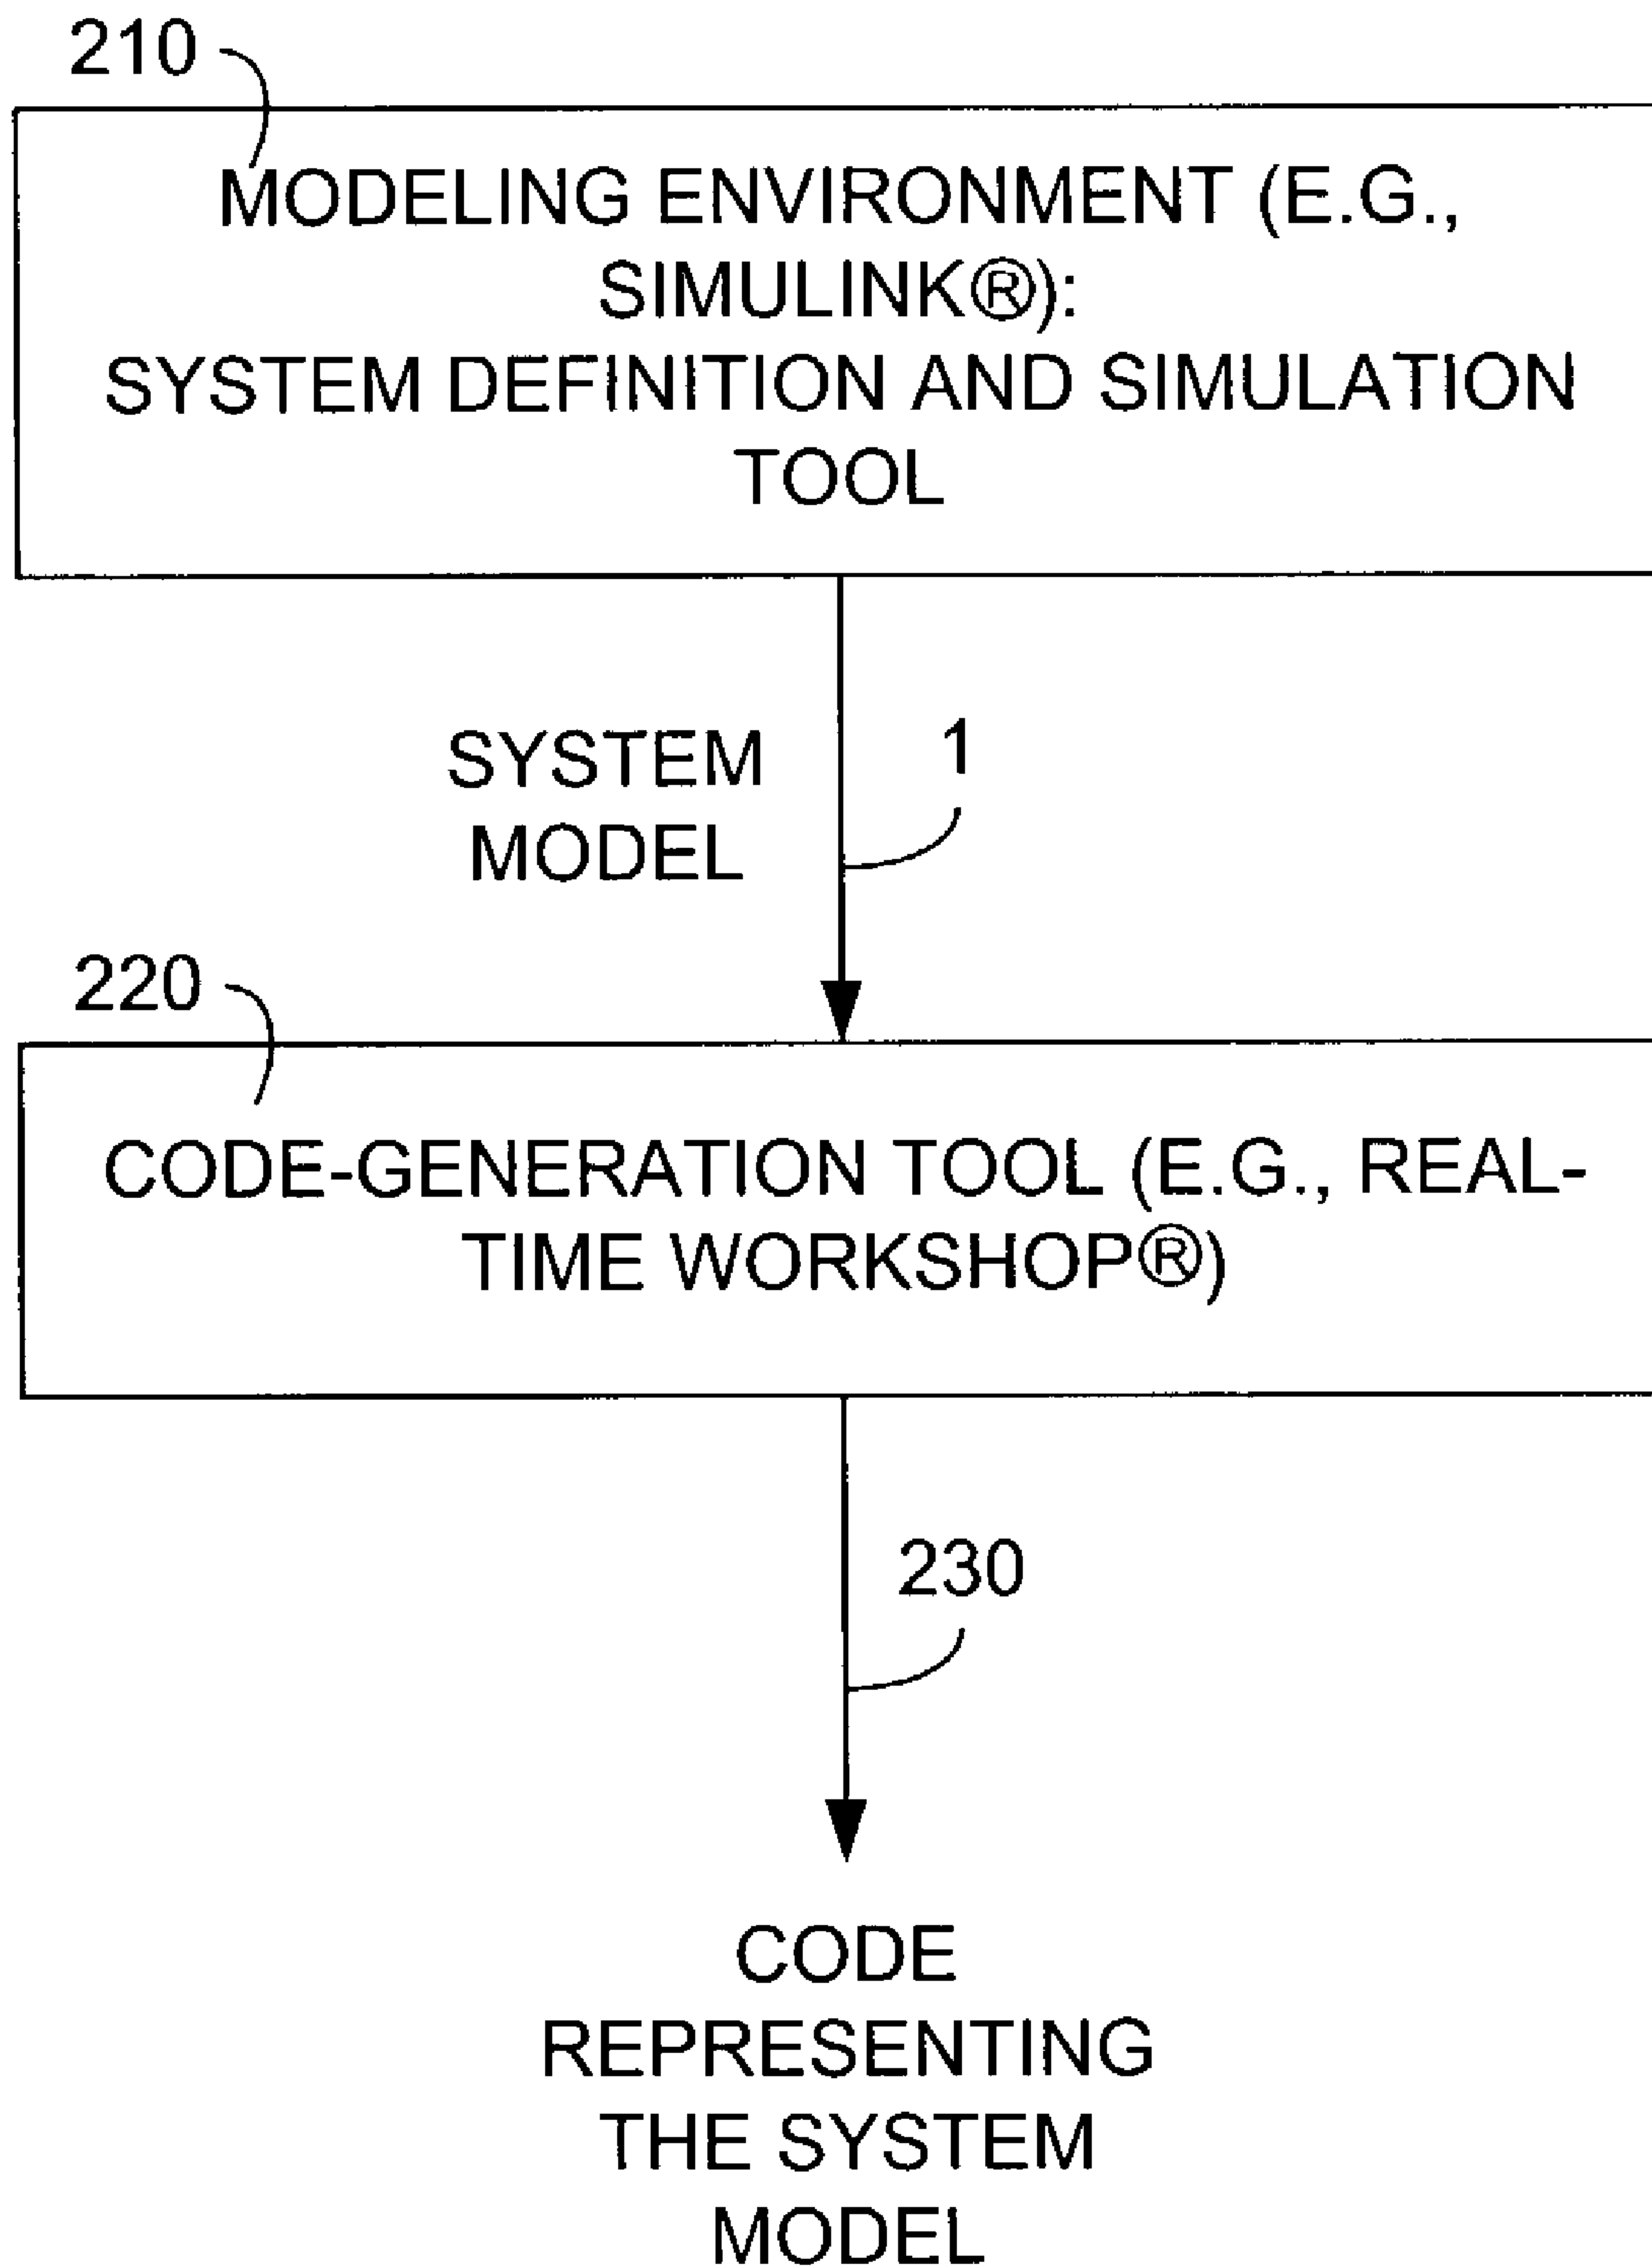 210
MODELING ENVIRONMENT (E.G.,
SIMULINK®):
SYSTEM DEFINITION AND SIMULATION
TOOL
SYSTEM
MODEL
1
220
CODE-GENERATION TOOL (E.G., REAL-
TIME WORKSHOP®)
230
CODE
REPRESENTING
THE SYSTEM
MODEL